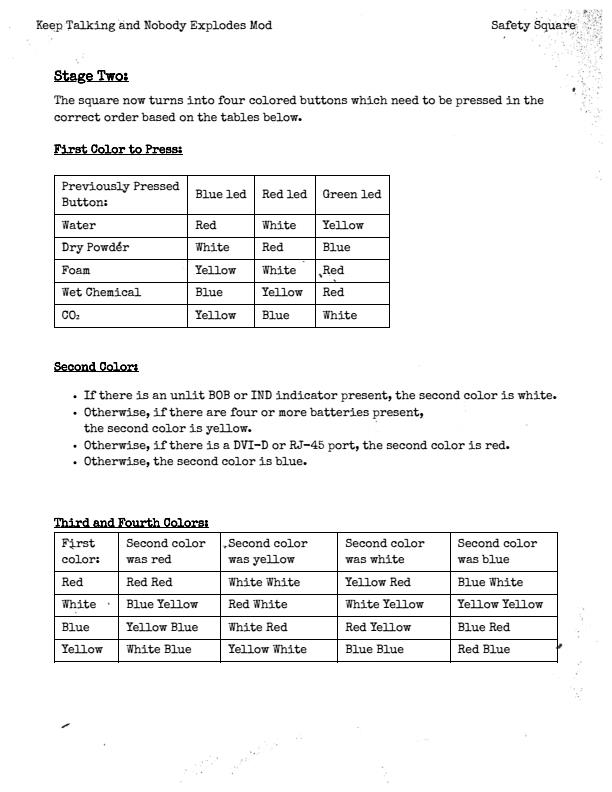 Keep Talking and Nobody Explodes Mod Safety Square
Stage Two:
The square now turns into four colored buttons which need to be pressed in the
correct order based on the tables below.
First Color to Press:
Previously Pressed Button: Blue led Red led Green led
Water Red White Yellow
Dry Powder White Red Blue
Foam Yellow White Red
Wet Chemical Blue Yellow Red
CO₂ Yellow Blue White
Second Color:
• If there is an unlit BOB or IND indicator present, the second color is white.
• Otherwise, if there are four or more batteries present,
the second color is yellow.
• Otherwise, if there is a DVI-D or RJ-45 port, the second color is red.
• Otherwise, the second color is blue.
Third and Fourth Colors:
First color: Second color was red Second color was yellow Second color was white Second color was blue
Red Red Red White White Yellow Red Blue White
White Blue Yellow Red White White Yellow Yellow Yellow
Blue Yellow Blue White Red Red Yellow Blue Red
Yellow White Blue Yellow White Blue Blue Red Blue